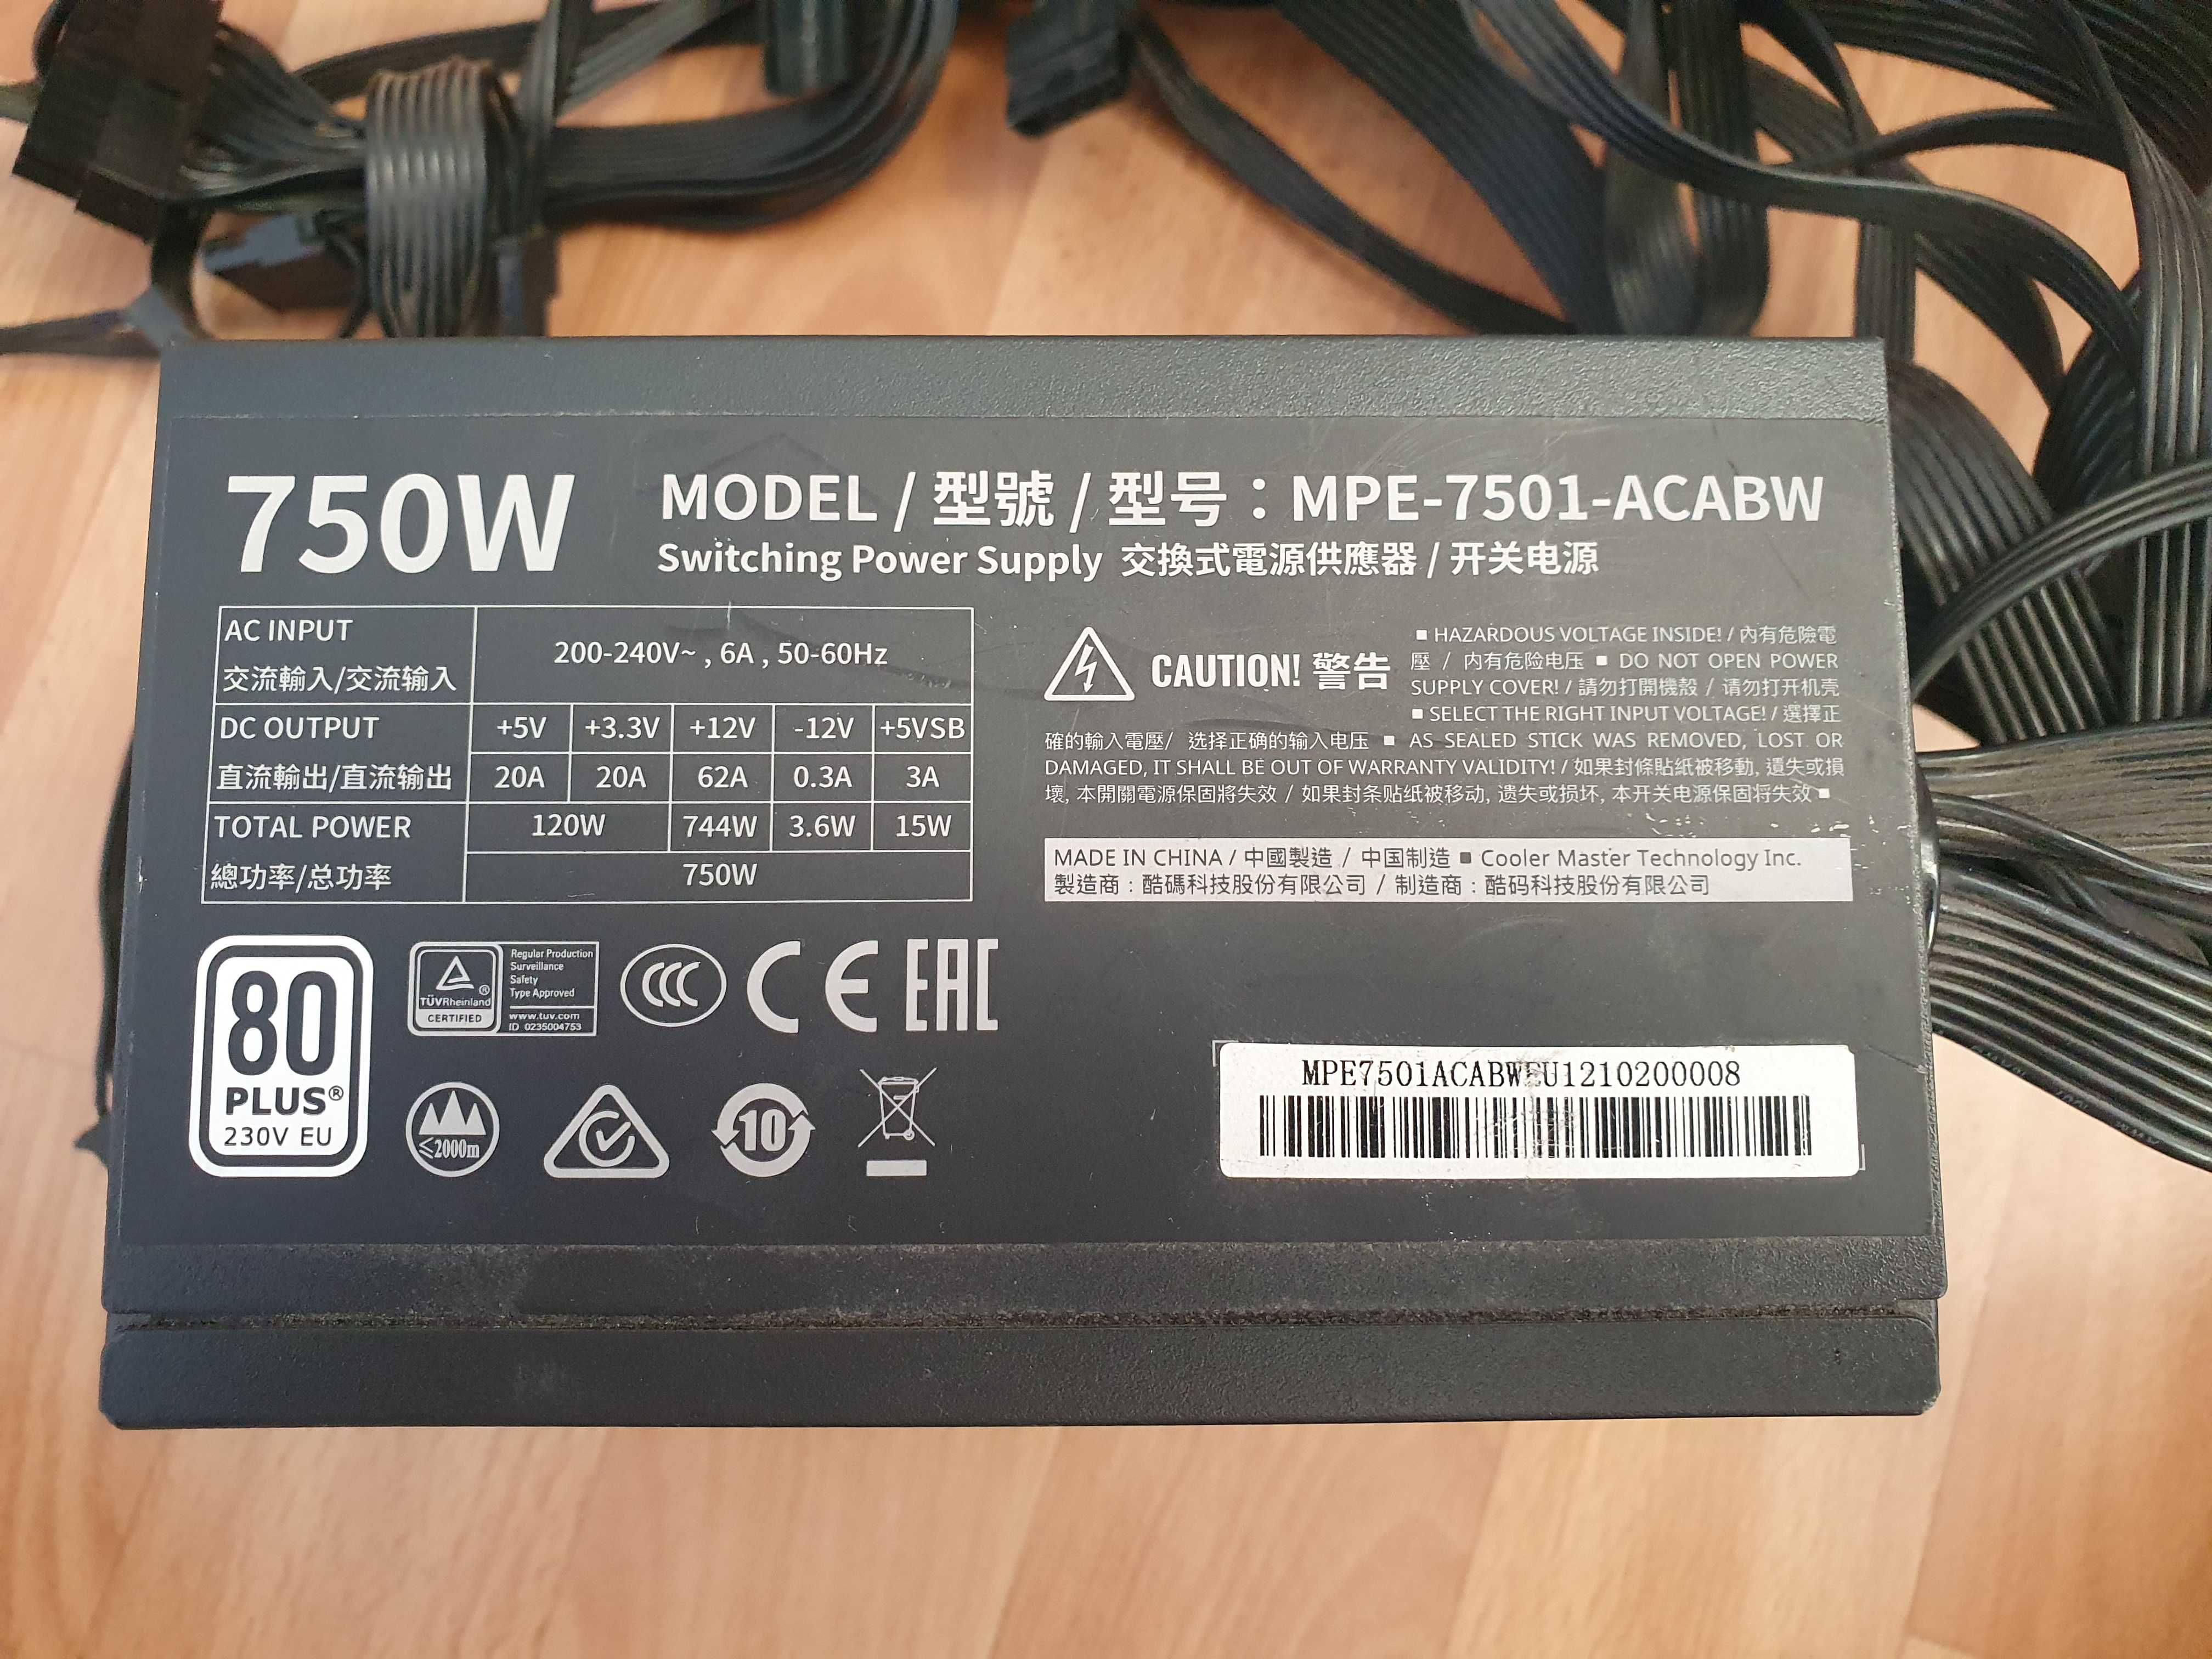 750W
MODEL / 型號 / 型号：MPE-7501-ACABW
Switching Power Supply 交換式電源供應器 / 开关电源
AC INPUT
交流輸入/交流输入
200-240V~ , 6A , 50-60Hz
DC OUTPUT
直流輸出/直流输出
+5V +3.3V +12V -12V +5VSB
20A 20A 62A 0.3A 3A
TOTAL POWER
總功率/总功率
120W 744W 3.6W 15W
750W
CAUTION! 警告
■ HAZARDOUS VOLTAGE INSIDE! / 內有危險電
壓 / 内有危险电压 ■ DO NOT OPEN POWER
SUPPLY COVER! / 請勿打開機殼 / 请勿打开机壳
■ SELECT THE RIGHT INPUT VOLTAGE! / 選擇正
確的輸入電壓/ 选择正确的输入电压 ■ AS SEALED STICK WAS REMOVED, LOST OR
DAMAGED, IT SHALL BE OUT OF WARRANTY VALIDITY! / 如果封條貼紙被移動, 遺失或損
壞, 本開關電源保固將失效 / 如果封条贴纸被移动, 遗失或损坏, 本开关电源保固将失效 ■
MADE IN CHINA / 中國製造 / 中国制造 ■ Cooler Master Technology Inc.
製造商：酷碼科技股份有限公司 / 制造商：酷码科技股份有限公司
80
PLUS®
230V EU
TÜVRheinland®
CERTIFIED
Regular Production
Surveillance
Safety
Type Approved
www.tuv.com
ID 0235004753
CCC
CE
EAC
≤2000m
10
MPE7501ACABWEU1210200008